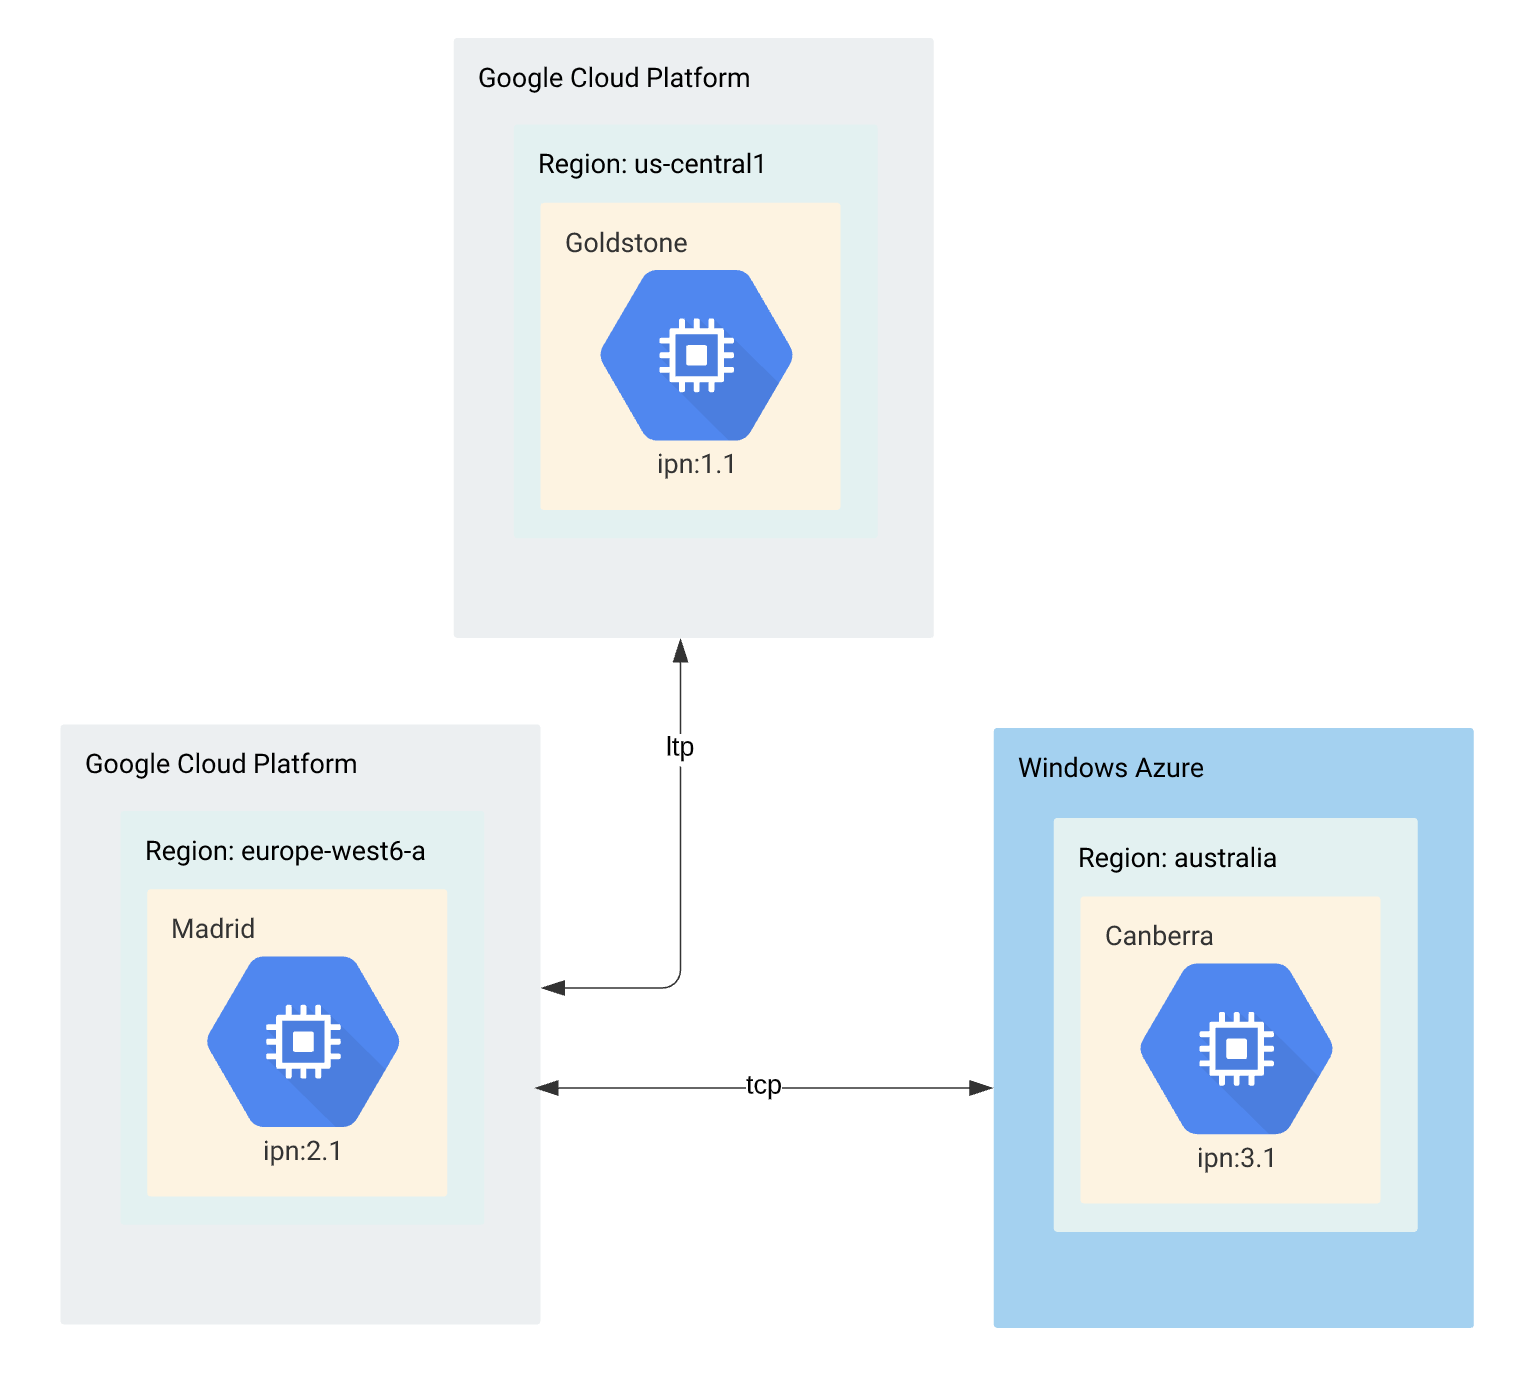 Google Cloud Platform
Region: us-central1
Goldstone
ipn:1.1
ltp
Google Cloud Platform
Region: europe-west6-a
Madrid
ipn:2.1
tcp
Windows Azure
Region: australia
Canberra
ipn:3.1